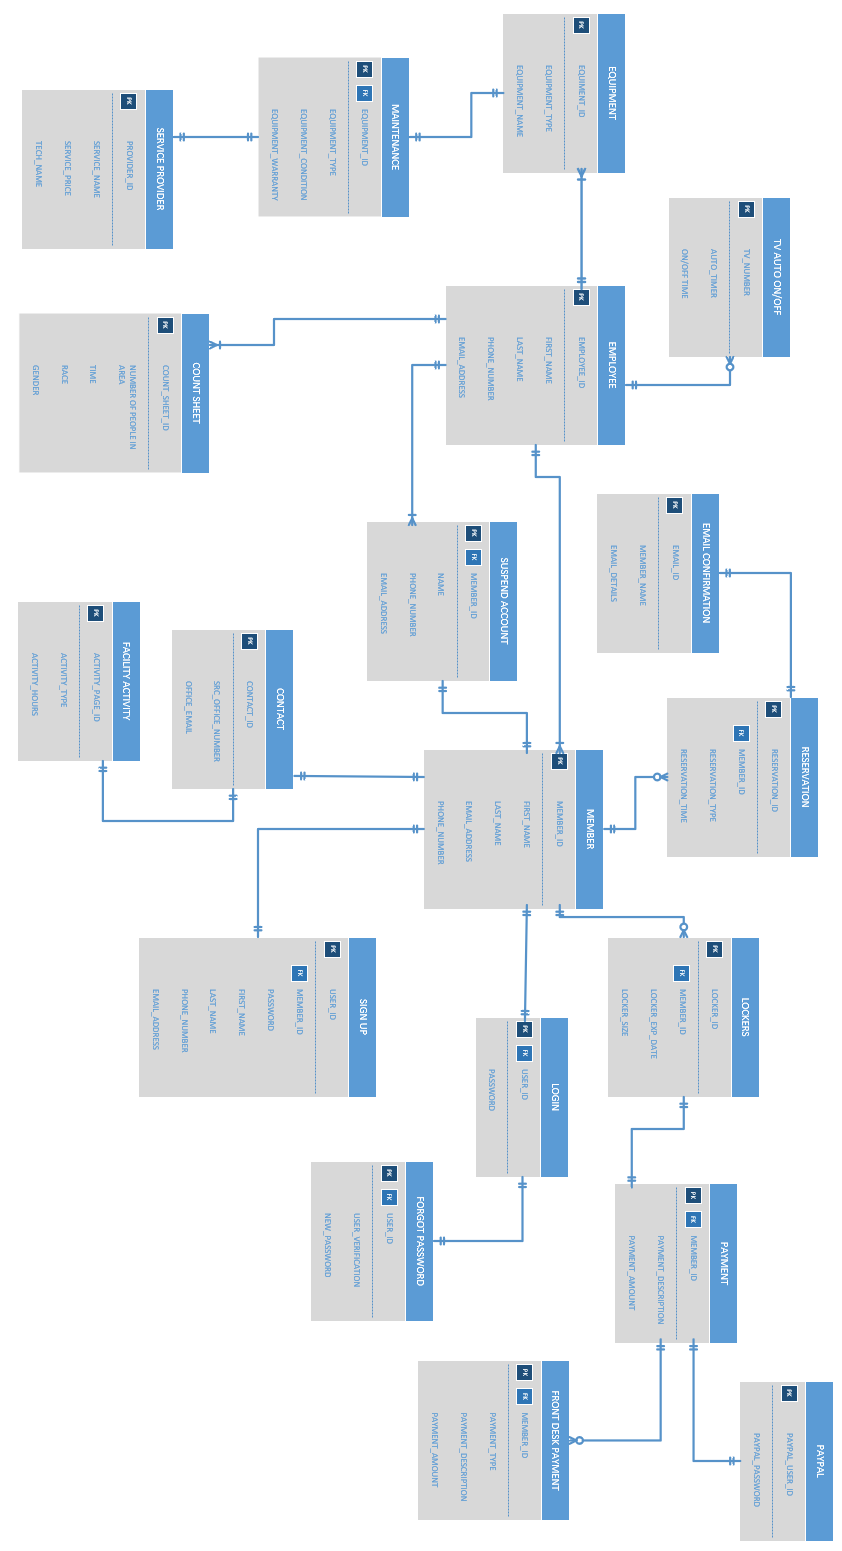 TV AUTO ON/OFF
PK
TV_NUMBER
AUTO_TIMER
ON/OFF TIME
EQUIPMENT
PK
EQUIMENT_ID
EQUIPMENT_TYPE
EQUIPMENT_NAME
MAINTENANCE
PK
FK
EQUIPMENT_ID
EQUIPMENT_TYPE
EQUIPMENT_CONDITION
EQUIPMENT_WARRANTY
SERVICE PROVIDER
PK
PROVIDER_ID
SERVICE_NAME
SERVICE_PRICE
TECH_NAME
EMPLOYEE
PK
EMPLOYEE_ID
FIRST_NAME
LAST_NAME
PHONE_NUMBER
EMAIL_ADDRESS
COUNT SHEET
PK
COUNT_SHEET_ID
NUMBER OF PEOPLE IN
AREA
TIME
RACE
GENDER
EMAIL CONFIRMATION
PK
EMAIL_ID
MEMBER_NAME
EMAIL_DETAILS
SUSPEND ACCOUNT
PK
FK
MEMBER_ID
NAME
PHONE_NUMBER
EMAIL_ADDRESS
RESERVATION
PK
RESERVATION_ID
FK
MEMBER_ID
RESERVATION_TYPE
RESERVATION_TIME
CONTACT
PK
CONTACT_ID
SRC_OFFICE_NUMBER
OFFICE_EMAIL
FACILITY ACTIVITY
PK
ACTIVITY_PAGE_ID
ACTIVITY_TYPE
ACTIVITY_HOURS
MEMBER
PK
MEMBER_ID
FIRST_NAME
LAST_NAME
EMAIL_ADDRESS
PHONE_NUMBER
LOCKERS
PK
LOCKER_ID
FK
MEMBER_ID
LOCKER_EXP_DATE
LOCKER_SIZE
SIGN UP
PK
USER_ID
FK
MEMBER_ID
PASSWORD
FIRST_NAME
LAST_NAME
PHONE_NUMBER
EMAIL_ADDRESS
LOGIN
PK
FK
USER_ID
PASSWORD
FORGOT PASSWORD
PK
FK
USER_ID
USER_VERIFICATION
NEW_PASSWORD
PAYMENT
PK
FK
MEMBER_ID
PAYMENT_DESCRIPTION
PAYMENT_AMOUNT
FRONT DESK PAYMENT
PK
FK
MEMBER_ID
PAYMENT_TYPE
PAYMENT_DESCRIPTION
PAYMENT_AMOUNT
PAYPAL
PK
PAYPAL_USER_ID
PAYPAL_PASSWORD